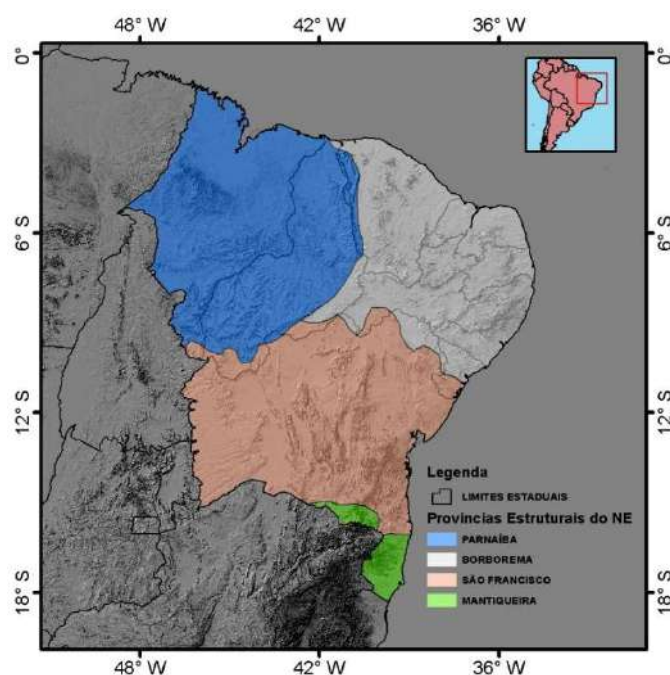 48° W 42° W 36° W
0° 0°
6° S 6° S
12° S 12° S
18° S 18° S
Legenda
LIMITES ESTADUAIS
Provincias Estruturais do NE
PARNAÍBA
BORBOREMA
SÃO FRANCISCO
MANTIQUEIRA
48° W 42° W 36° W